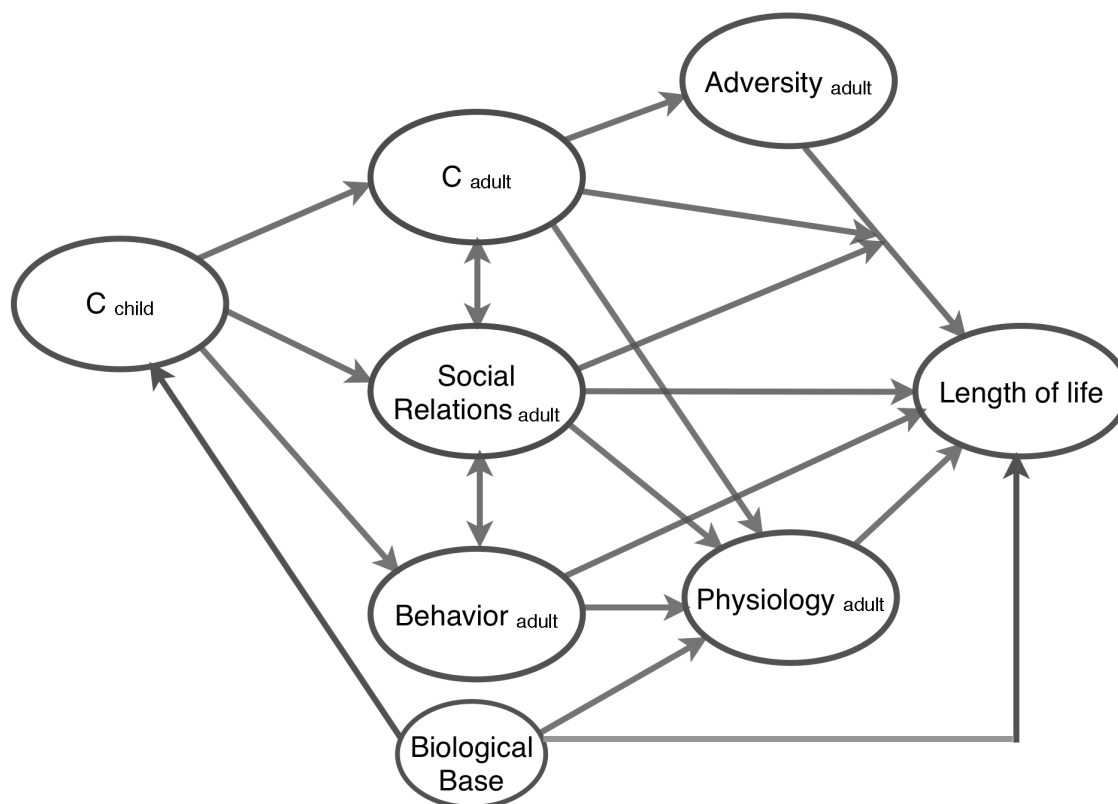 Adversity adult
C adult
C child
Social
Relations adult
Length of life
Behavior adult
Physiology adult
Biological
Base